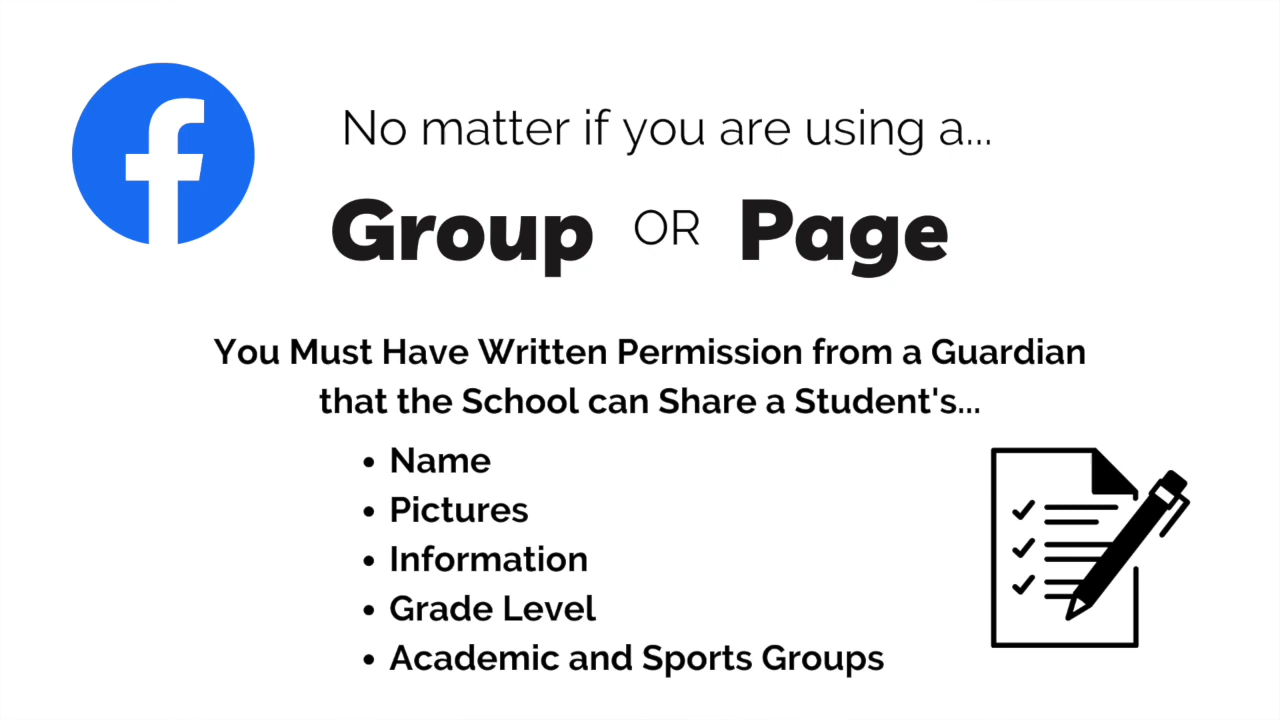 No matter if you are using a...
Group OR Page
You Must Have Written Permission from a Guardian
that the School can Share a Student's...
• Name
• Pictures
• Information
• Grade Level
• Academic and Sports Groups